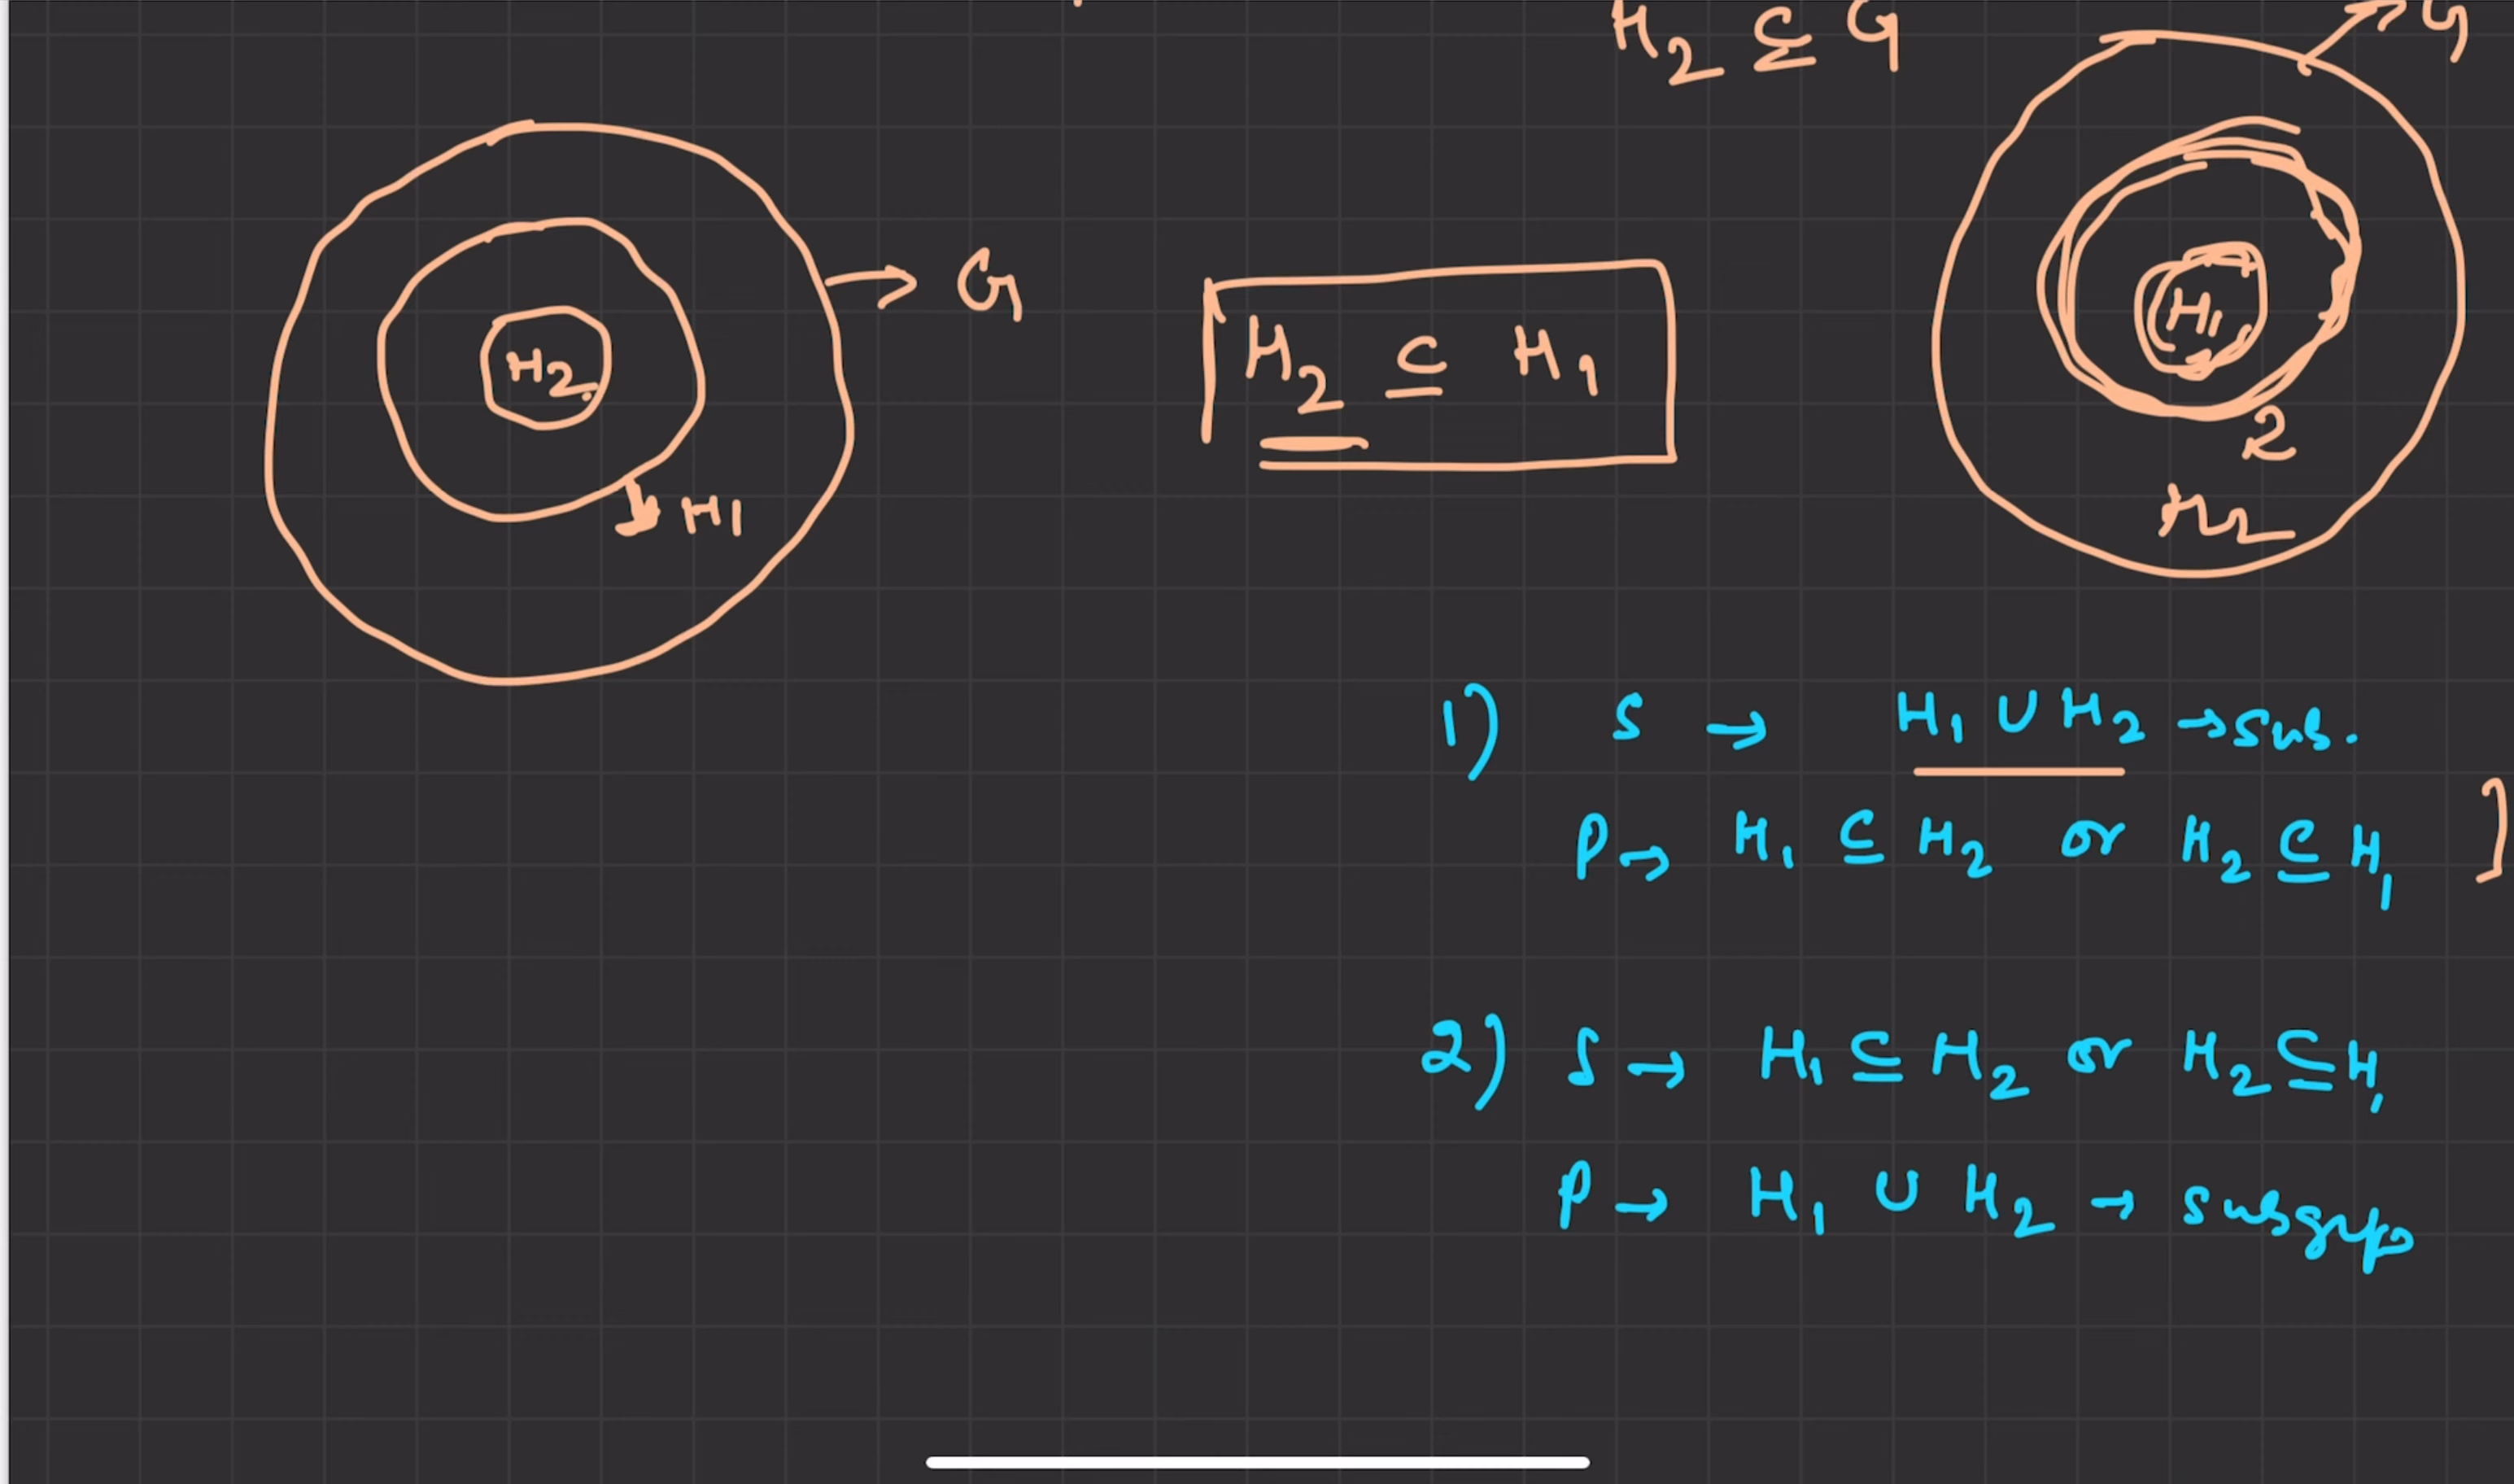 H₂ ⊆ G
G
G
H₂
H₁
H₂ ⊆ H₁
H₁
2
H₂
1) S → H₁ ∪ H₂ → sub.
P → H₁ ⊆ H₂ or H₂ ⊆ H₁ ]
2) S → H₁ ⊆ H₂ or H₂ ⊆ H₁
P → H₁ ∪ H₂ → subgrp